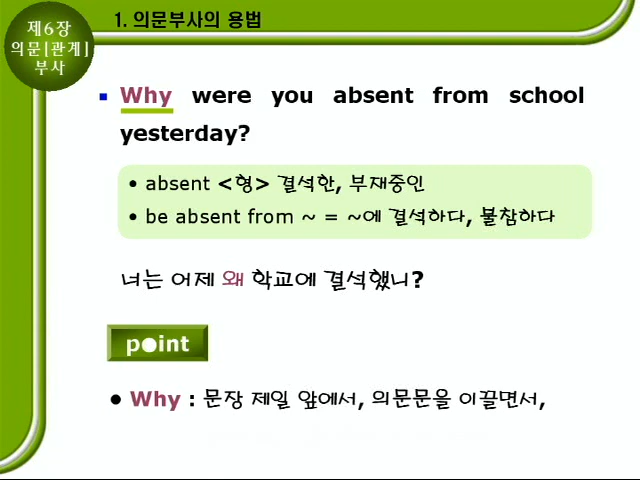 제6장
의문[관계]
부사
1. 의문부사의 용법
Why were you absent from school
yesterday?
• absent <형> 결석한, 부재중인
• be absent from ~ = ~에 결석하다, 불참하다
너는 어제 왜 학교에 결석했니?
point
• Why : 문장 제일 앞에서, 의문문을 이끌면서,